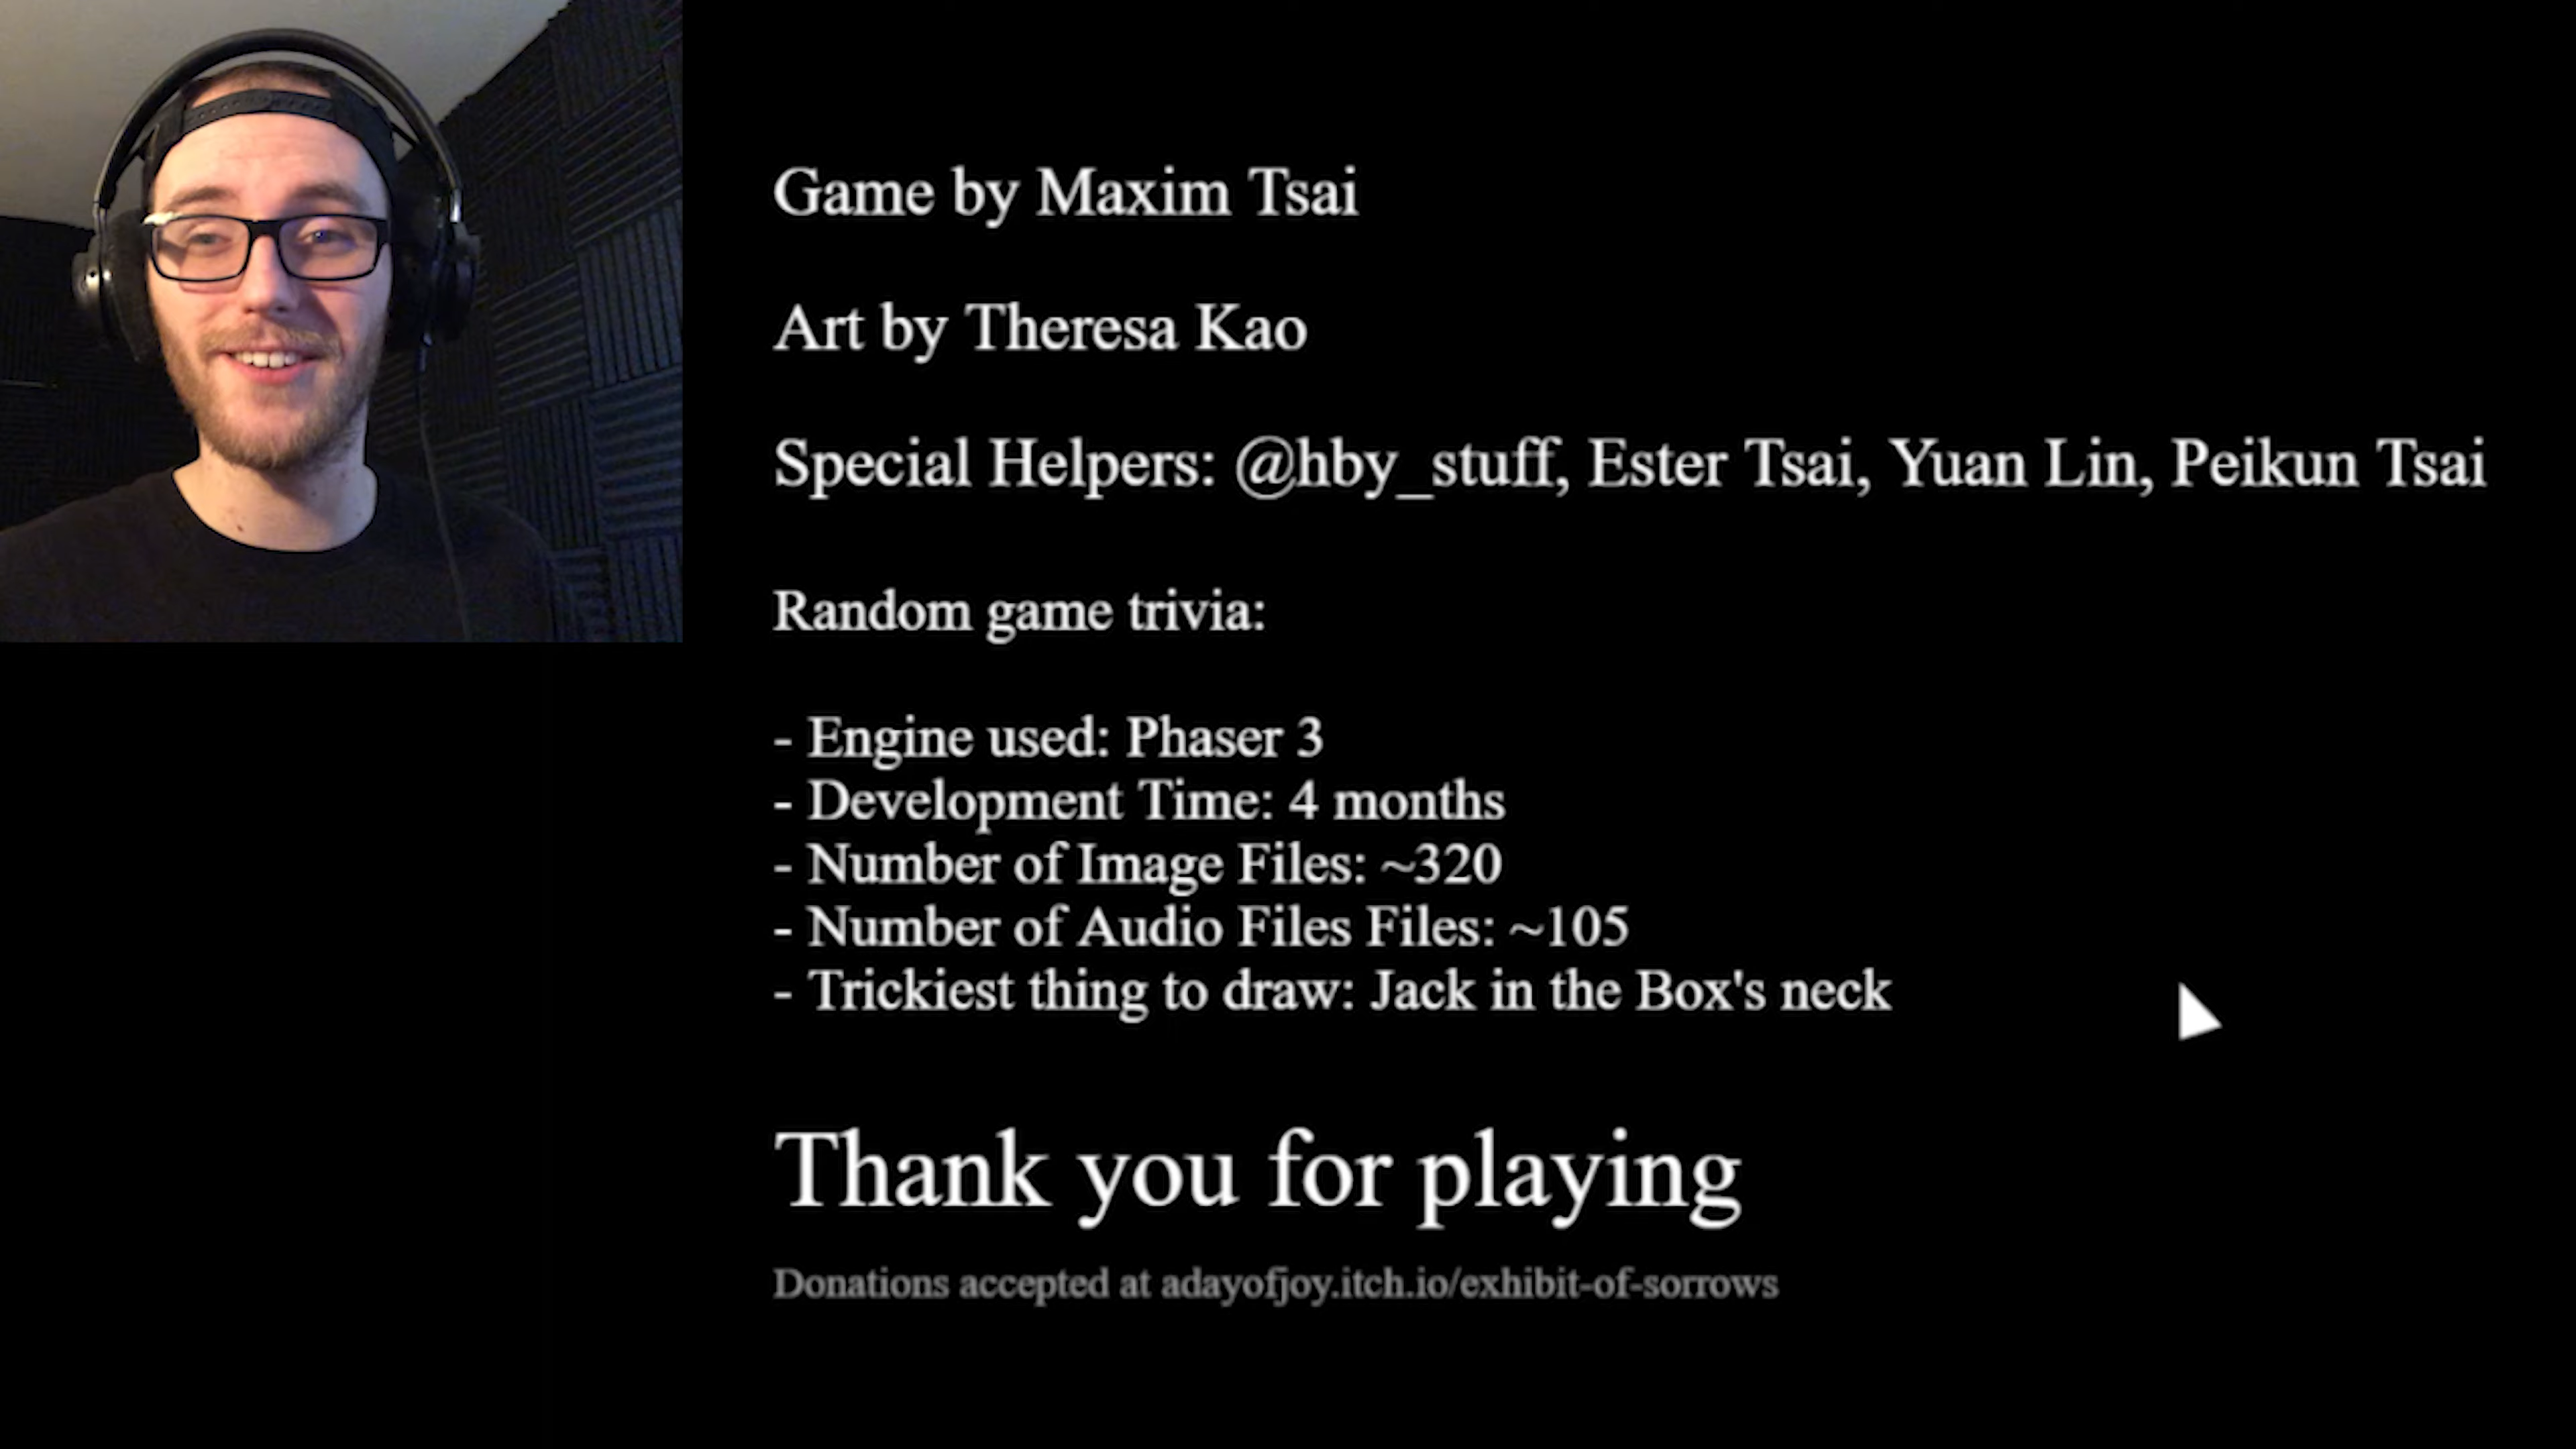 Game by Maxim Tsai
Art by Theresa Kao
Special Helpers: @hby_stuff, Ester Tsai, Yuan Lin, Peikun Tsai
Random game trivia:
- Engine used: Phaser 3
- Development Time: 4 months
- Number of Image Files: ~320
- Number of Audio Files Files: ~105
- Trickiest thing to draw: Jack in the Box's neck
Thank you for playing
Donations accepted at adayofjoy.itch.io/exhibit-of-sorrows